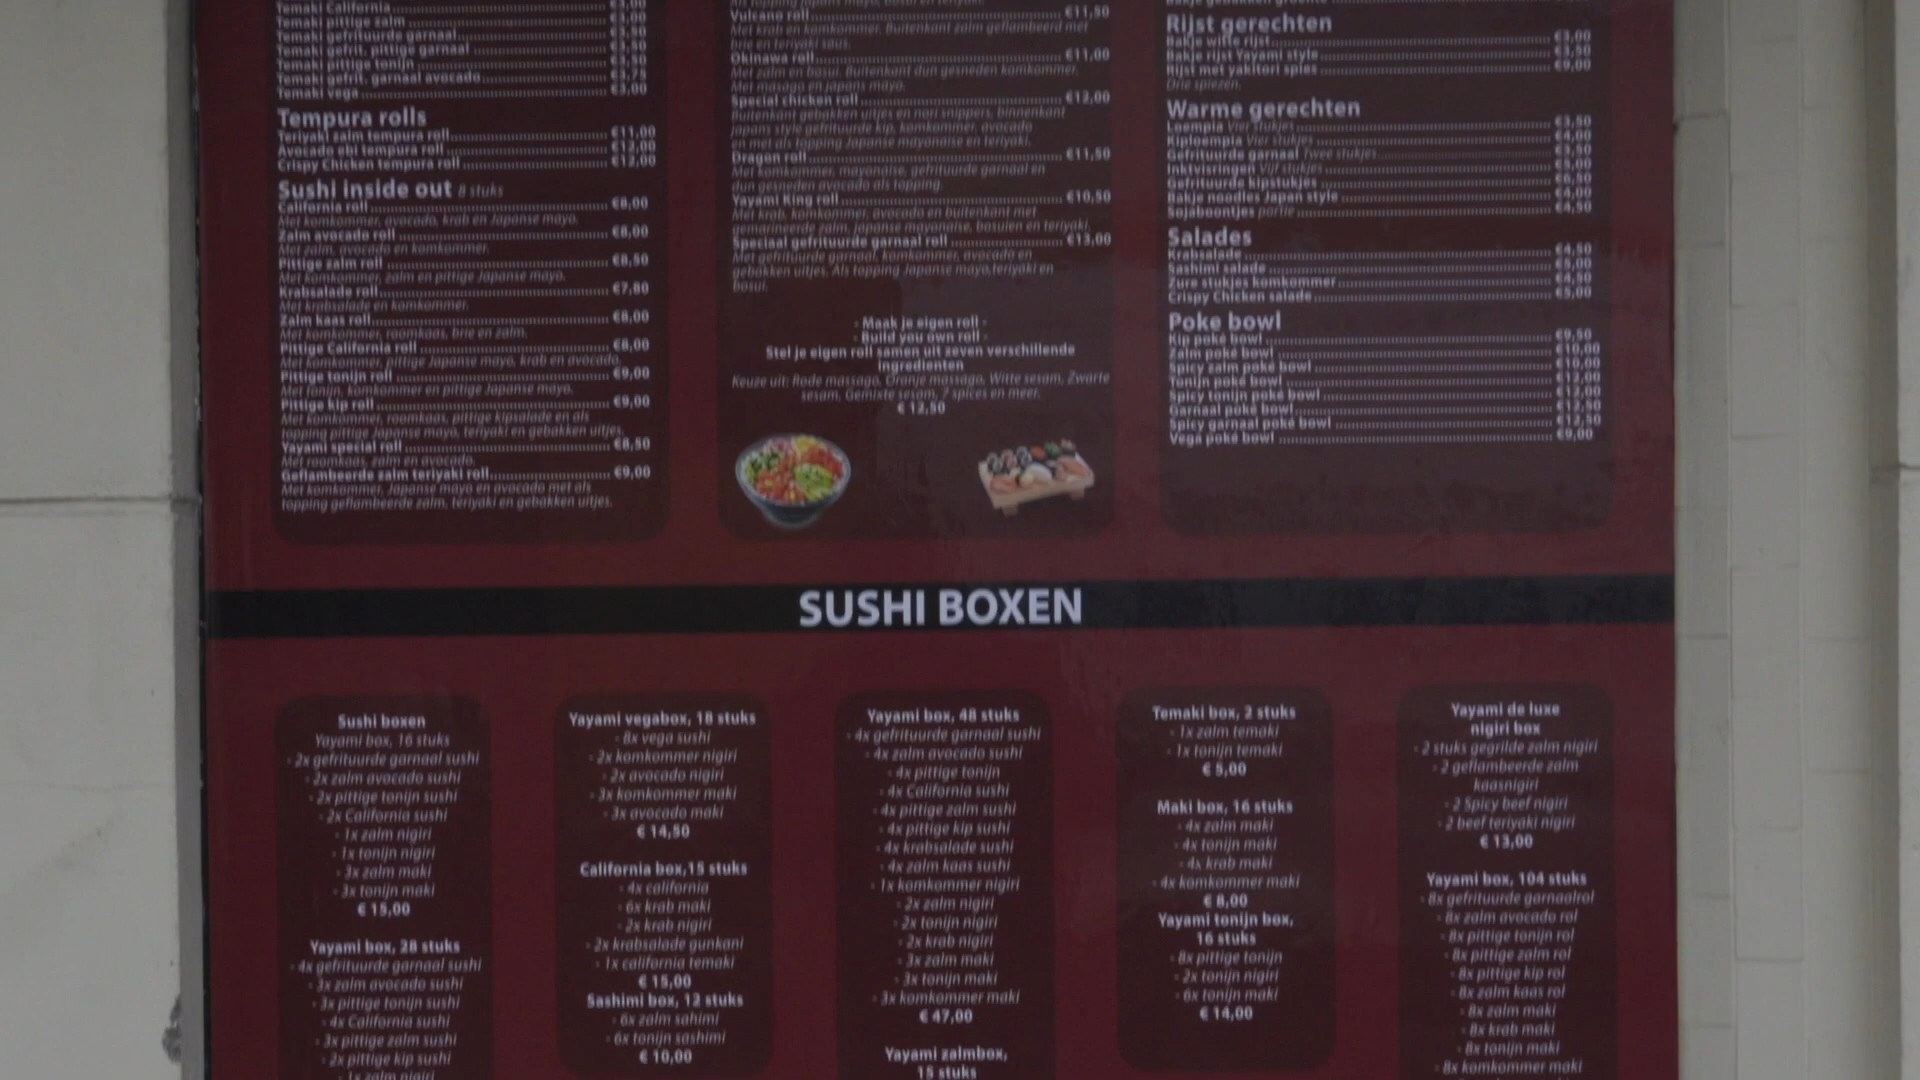 Temaki California €3,00
Temaki pittige zalm
Temaki gefrituurde garnaal
Temaki gefrit. pittige garnaal
Temaki pittige tonijn
Temaki gefrit. garnaal avocado
Temaki vega €3,00
Tempura rolls
Teriyaki zalm tempura roll €11,00
Avocado ebi tempura roll €12,00
Crispy Chicken tempura roll €12,00
Sushi inside out 8 stuks
California roll €8,00
Met komkommer, avocado, krab en Japanse mayo.
Zalm avocado roll €8,00
Met zalm, avocado en komkommer.
Pittige zalm roll €8,50
Met komkommer, zalm en pittige Japanse mayo.
Krabsalade roll €7,80
Met krabsalade en komkommer.
Zalm kaas roll €8,00
Met komkommer, roomkaas, brie en zalm.
Pittige California roll €8,00
Met komkommer, pittige Japanse mayo, krab en avocado.
Pittige tonijn roll €9,00
Met tonijn, komkommer en pittige Japanse mayo.
Pittige kip roll €9,00
Met komkommer, roomkaas, pittige kipsalade en als
topping pittige Japanse mayo, teriyaki en gebakken uitjes.
Yayami special roll €8,50
Met roomkaas, zalm en avocado.
Geflambeerde zalm teriyaki roll €9,00
Met komkommer, Japanse mayo en avocado met als
topping geflambeerde zalm, teriyaki en gebakken uitjes.
Vulcano roll €11,50
Met krab en komkommer. Buitenkant zalm geflambeerd met
brie en teriyaki saus.
Okinawa roll €11,00
Met zalm en bosui. Buitenkant dun gesneden komkommer.
Met masago en japans mayo.
Special chicken roll €12,00
Buitenkant gebakken uitjes en nori snippers, binnenkant
Japans style gefrituurde kip, komkommer, avocado
en met als topping Japanse mayonaise en teriyaki.
Dragon roll €11,50
Met komkommer, mayonaise, gefrituurde garnaal en
dun gesneden avocado als topping.
Yayami King roll €10,50
Met krab, komkommer, avocado en buitenkant met
gemarineerde zalm, Japanse mayonaise, bosuien en teriyaki.
Speciaal gefrituurde garnaal roll €13,00
Met gefrituurde garnaal, komkommer, avocado en
gebakken uitjes. Als topping Japanse mayo,teriyaki en
bosui.
- Maak je eigen roll -
- Build you own roll -
Stel je eigen roll samen uit zeven verschillende
ingredienten
Keuze uit: Rode massago, Oranje massago, Witte sesam, Zwarte
sesam, Gemixte sesam, 7 spices en meer.
€ 12,50
Rijst gerechten
Bakje witte rijst €3,00
Bakje rijst Yayami style €3,50
Rijst met yakitori spies €9,00
Drie spiezen.
Warme gerechten
Loempia Vier stukjes €3,50
Kiploempia Vier stukjes €4,00
Gefrituurde garnaal Twee stukjes
Inktvisringen Vijf stukjes
Gefrituurde kipstukjes
Bakje noodles Japan style €4,00
Sojaboontjes portie €4,50
Salades
Krabsalade €4,50
Sashimi salade
Zure stukjes komkommer €4,50
Crispy Chicken salade €5,00
Poke bowl
Kip poké bowl €9,50
Zalm poké bowl €10,00
Spicy zalm poké bowl €10,00
Tonijn poké bowl €12,00
Spicy tonijn poké bowl €12,00
Garnaal poké bowl €12,50
Spicy garnaal poké bowl €12,50
Vega poké bowl €9,00
SUSHI BOXEN
Sushi boxen
Yayami box, 16 stuks
- 2x gefrituurde garnaal sushi
- 2x zalm avocado sushi
- 2x pittige tonijn sushi
- 2x California sushi
- 1x zalm nigiri
- 1x tonijn nigiri
- 3x zalm maki
- 3x tonijn maki
€ 15,00
Yayami box, 28 stuks
- 4x gefrituurde garnaal sushi
- 3x zalm avocado sushi
- 3x pittige tonijn sushi
- 4x California sushi
- 3x pittige zalm sushi
- 2x pittige kip sushi
- 1x zalm nigiri
Yayami vegabox, 18 stuks
- 8x vega sushi
- 2x komkommer nigiri
- 2x avocado nigiri
- 3x komkommer maki
- 3x avocado maki
€ 14,50
California box,15 stuks
- 4x california
- 6x krab maki
- 2x krab nigiri
- 2x krabsalade gunkani
- 1x california temaki
€ 15,00
Sashimi box, 12 stuks
- 6x zalm sahimi
- 6x tonijn sashimi
€ 10,00
Yayami box, 48 stuks
- 4x gefrituurde garnaal sushi
- 4x zalm avocado sushi
- 4x pittige tonijn
- 4x California sushi
- 4x pittige zalm sushi
- 4x pittige kip sushi
- 4x krabsalade sushi
- 4x zalm kaas sushi
- 1x komkommer nigiri
- 2x zalm nigiri
- 2x tonijn nigiri
- 2x krab nigiri
- 3x zalm maki
- 3x tonijn maki
- 3x komkommer maki
€ 47,00
Yayami zalmbox,
15 stuks
Temaki box, 2 stuks
- 1x zalm temaki
- 1x tonijn temaki
€ 5,00
Maki box, 16 stuks
- 4x zalm maki
- 4x tonijn maki
- 4x krab maki
- 4x komkommer maki
€ 8,00
Yayami tonijn box,
16 stuks
- 8x pittige tonijn
- 2x tonijn nigiri
- 6x tonijn maki
€ 14,00
Yayami de luxe
nigiri box
- 2 stuks gegrilde zalm nigiri
- 2 geflambeerde zalm
kaasnigiri
- 2 Spicy beef nigiri
- 2 beef teriyaki nigiri
€ 13,00
Yayami box, 104 stuks
- 8x gefrituurde garnaalrol
- 8x zalm avocado rol
- 8x pittige tonijn rol
- 8x pittige zalm rol
- 8x pittige kip rol
- 8x zalm kaas rol
- 8x zalm maki
- 8x krab maki
- 8x tonijn maki
- 8x komkommer maki